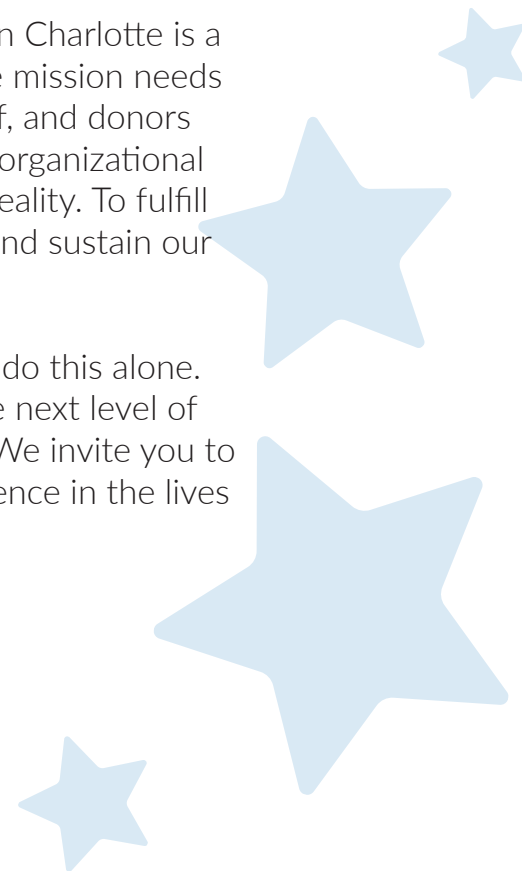 n Charlotte is a
e mission needs
f, and donors
organizational
eality. To fulfill
nd sustain our
do this alone.
e next level of
We invite you to
ence in the lives